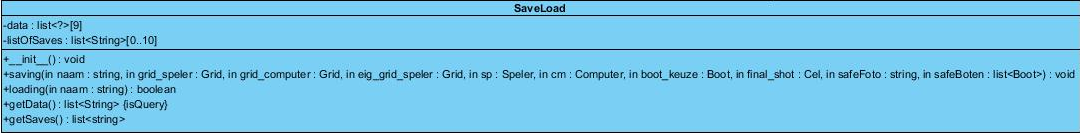 SaveLoad
-data : list<?>[9]
-listOfSaves : list<String>[0..10]
+__init__() : void
+saving(in naam : string, in grid_speler : Grid, in grid_computer : Grid, in eig_grid_speler : Grid, in sp : Speler, in cm : Computer, in boot_keuze : Boot, in final_shot : Cel, in safeFoto : string, in safeBoten : list<Boot>) : void
+loading(in naam : string) : boolean
+getData() : list<String> {isQuery}
+getSaves() : list<string>